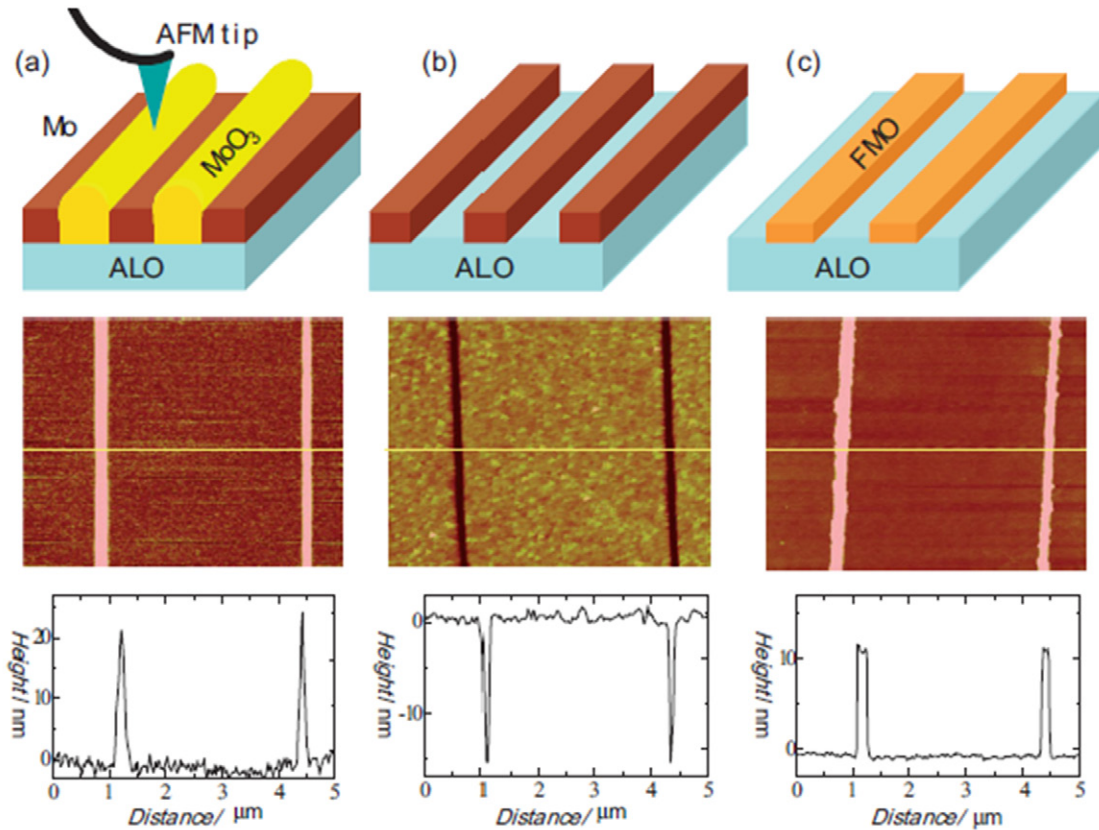 AFM tip
(a)
Mo
MoO3
ALO
(b)
ALO
(c)
FMO
ALO
Height/ nm
20
10
0
0 1 2 3 4 5
Distance/ μm
Height/ nm
0
-10
0 1 2 3 4 5
Distance/ μm
Height/ nm
10
0
0 1 2 3 4 5
Distance/ μm